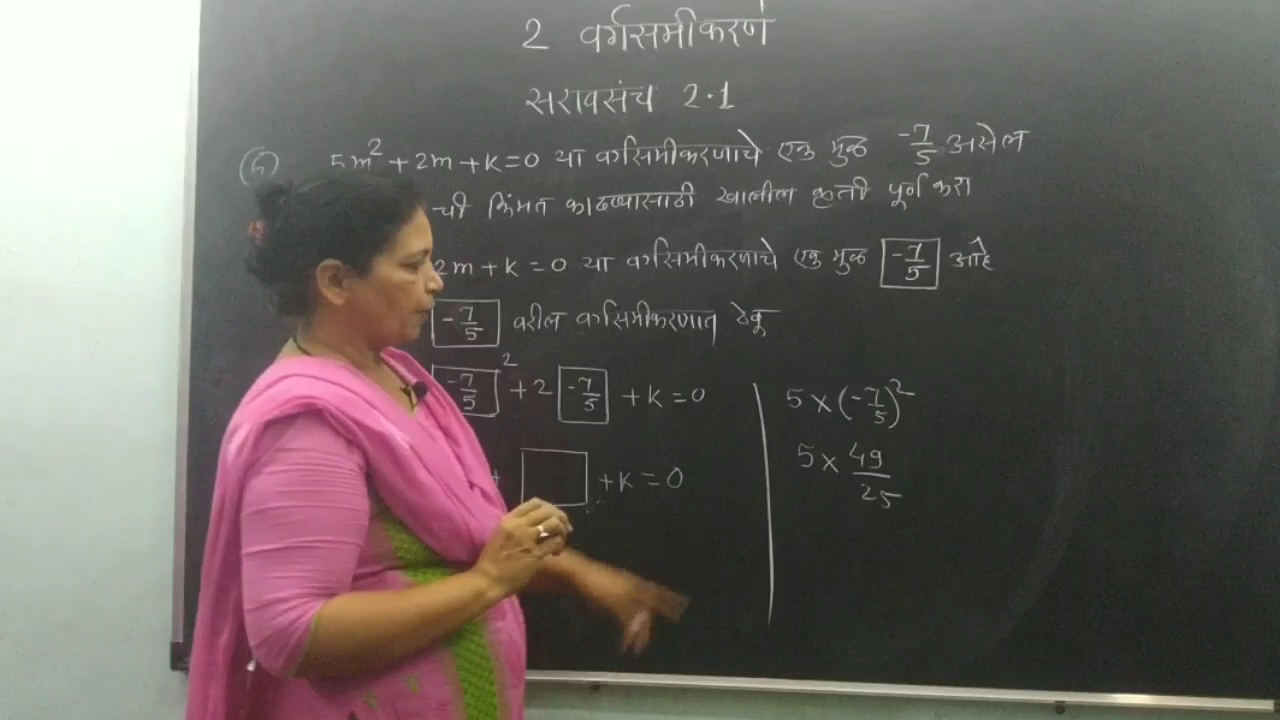 2 वर्गसमीकरणे
सरावसंच 2.1
(6) 5m²+2m+k=0 या वर्गसमीकरणाचे एक मुळ -7/5 असेल
ची किंमत काढण्यासाठी खालील कृती पूर्ण करा
2m+k=0 या वर्गसमीकरणाचे एक मुळ -7/5 आहे
-7/5 वरील वर्गसमीकरणात ठेवू
-7/5 ²+2 -7/5 +k=0
+ +k=0
5×(-7/5)²
5×49/25